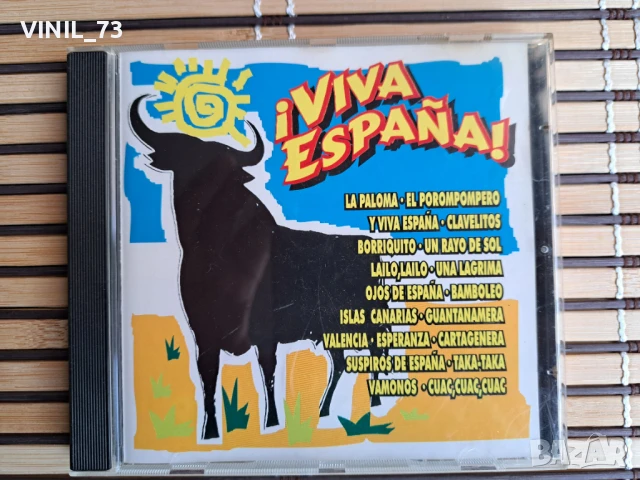 VINIL_73
¡VIVA
ESPAÑA!
LA PALOMA • EL POROMPOMPERO
Y VIVA ESPAÑA • CLAVELITOS
BORRIQUITO • UN RAYO DE SOL
LAILO,LAILO • UNA LAGRIMA
OJOS DE ESPAÑA • BAMBOLEO
ISLAS CANARIAS • GUANTANAMERA
VALENCIA • ESPERANZA • CARTAGENERA
SUSPIROS DE ESPAÑA • TAKA-TAKA
VAMONOS • CUAC,CUAC,CUAC
BAZAR